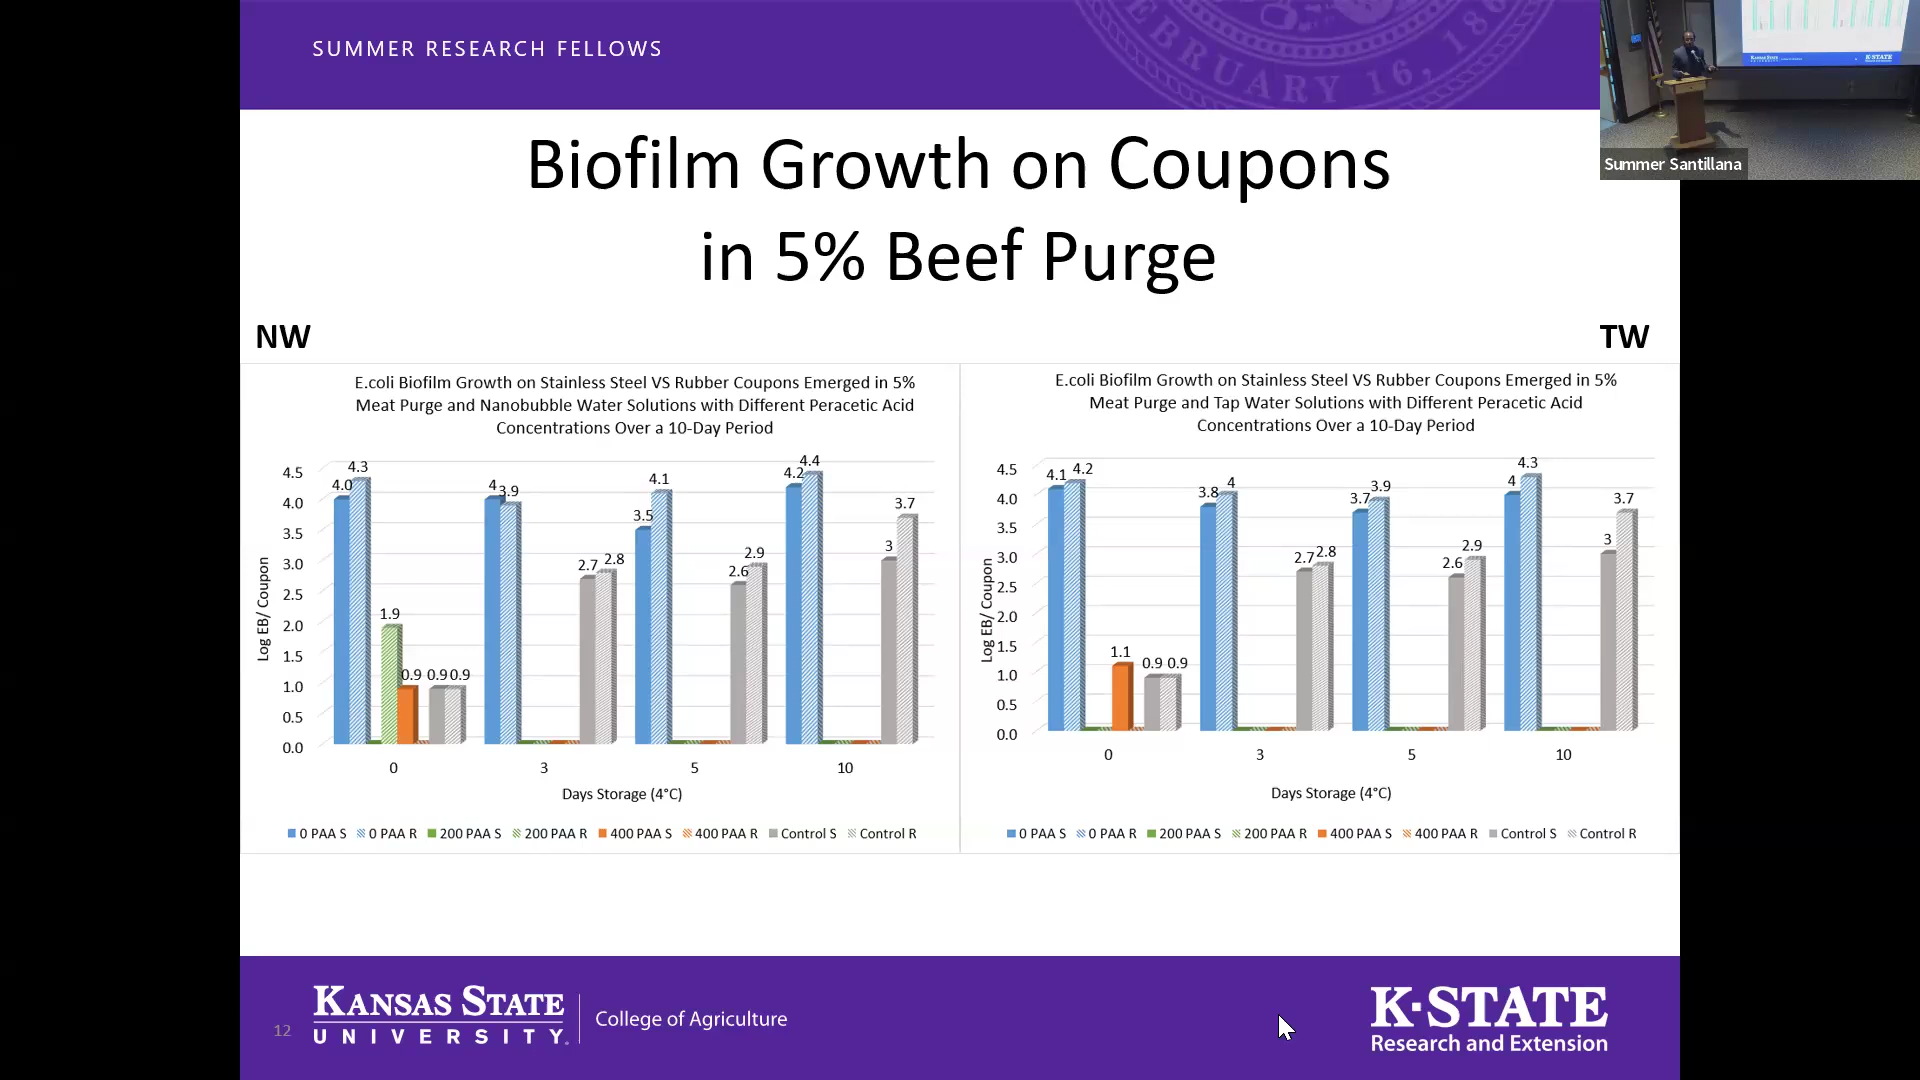 SUMMER RESEARCH FELLOWS
Summer Santillana
Biofilm Growth on Coupons
in 5% Beef Purge
NW
TW
E.coli Biofilm Growth on Stainless Steel VS Rubber Coupons Emerged in 5%
Meat Purge and Nanobubble Water Solutions with Different Peracetic Acid
Concentrations Over a 10-Day Period
Log EB/ Coupon
4.5
4.0
3.5
3.0
2.5
2.0
1.5
1.0
0.5
0.0
4.0 4.3 1.9 0.9 0.9 0.9
4 3.9 2.7 2.8
3.5 4.1 2.6 2.9
4.2 4.4 3 3.7
0 3 5 10
Days Storage (4°C)
0 PAA S 0 PAA R 200 PAA S 200 PAA R 400 PAA S 400 PAA R Control S Control R
E.coli Biofilm Growth on Stainless Steel VS Rubber Coupons Emerged in 5%
Meat Purge and Tap Water Solutions with Different Peracetic Acid
Concentrations Over a 10-Day Period
Log EB/ Coupon
4.5
4.0
3.5
3.0
2.5
2.0
1.5
1.0
0.5
0.0
4.1 4.2 1.1 0.9 0.9
3.8 4 2.7 2.8
3.7 3.9 2.6 2.9
4 4.3 3 3.7
0 3 5 10
Days Storage (4°C)
0 PAA S 0 PAA R 200 PAA S 200 PAA R 400 PAA S 400 PAA R Control S Control R
12
KANSAS STATE
UNIVERSITY
College of Agriculture
K-STATE
Research and Extension